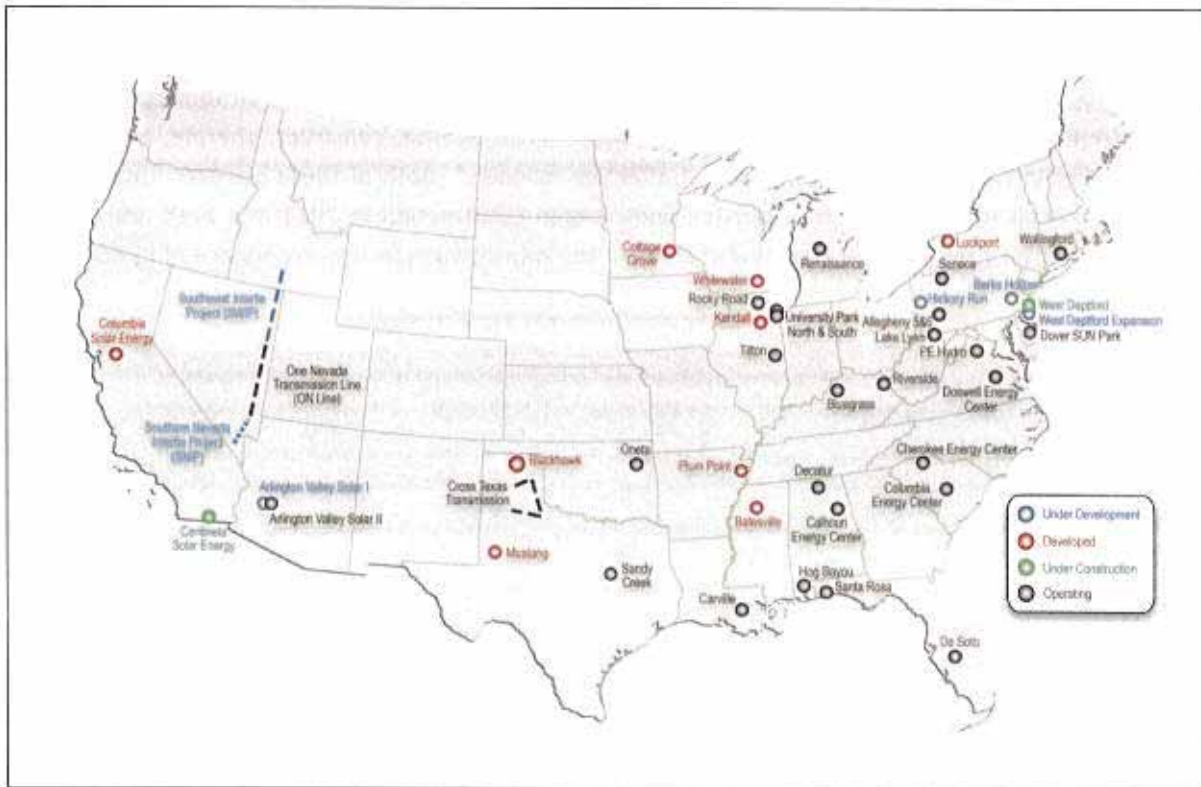 Cottage
Grove
Whitewater
Rocky Road
Kendall
Renaissance
University Park
North & South
Tilton
Lockport
Seneca
Wallingford
Hickory Run
Berks Hollow
West Deptford
West Deptford Expansion
Dover SUN Park
Allegheny 5&6
Lake Lynn
PE Hydro
Riverside
Bluegrass
Doswell Energy
Center
Southwest Intertie
Project (SWIP)
Columbia
Solar Energy
One Nevada
Transmission Line
(ON Line)
Southern Nevada
Intertie Project
(SNIP)
Arlington Valley Solar I
Arlington Valley Solar II
Centinela
Solar Energy
Blackhawk
Cross Texas
Transmission
Oneta
Plum Point
Decatur
Cherokee Energy Center
Columbia
Energy Center
Batesville
Calhoun
Energy Center
Mustang
Sandy
Creek
Hog Bayou
Santa Rosa
Carville
De Soto
Under Development
Developed
Under Construction
Operating